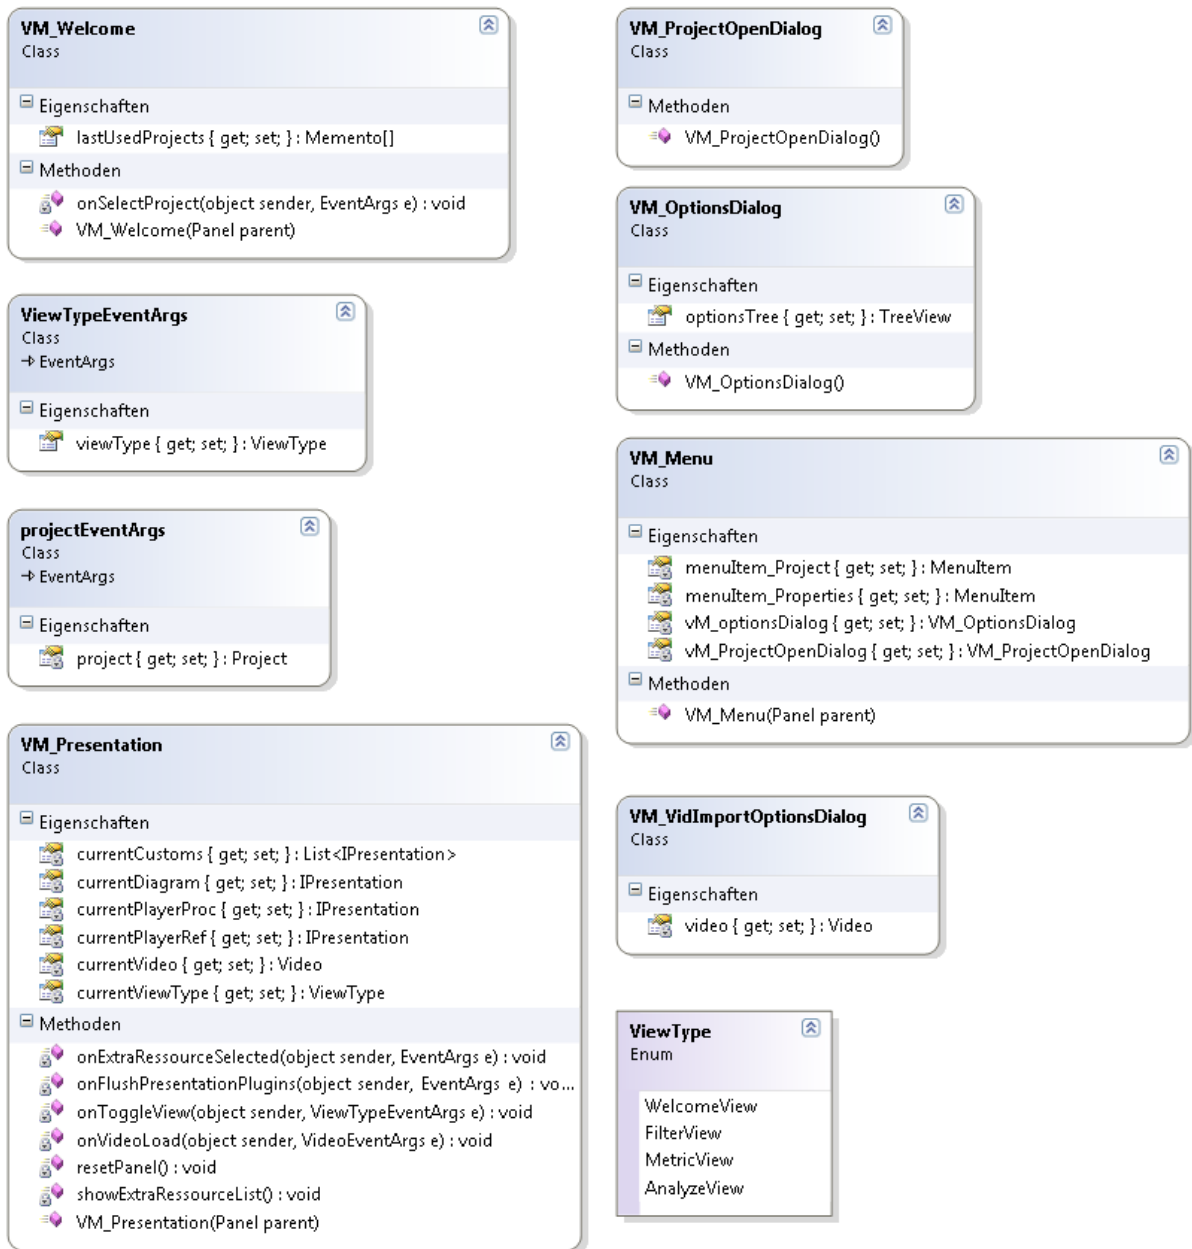 VM_Welcome
Class
Eigenschaften
lastUsedProjects { get; set; } : Memento[]
Methoden
onSelectProject(object sender, EventArgs e) : void
VM_Welcome(Panel parent)
ViewTypeEventArgs
Class
EventArgs
Eigenschaften
viewType { get; set; } : ViewType
projectEventArgs
Class
EventArgs
Eigenschaften
project { get; set; } : Project
VM_Presentation
Class
Eigenschaften
currentCustoms { get; set; } : List<IPresentation>
currentDiagram { get; set; } : IPresentation
currentPlayerProc { get; set; } : IPresentation
currentPlayerRef { get; set; } : IPresentation
currentVideo { get; set; } : Video
currentViewType { get; set; } : ViewType
Methoden
onExtraRessourceSelected(object sender, EventArgs e) : void
onFlushPresentationPlugins(object sender, EventArgs e) : vo...
onToggleView(object sender, ViewTypeEventArgs e) : void
onVideoLoad(object sender, VideoEventArgs e) : void
resetPanel() : void
showExtraRessourceList() : void
VM_Presentation(Panel parent)
VM_ProjectOpenDialog
Class
Methoden
VM_ProjectOpenDialog()
VM_OptionsDialog
Class
Eigenschaften
optionsTree { get; set; } : TreeView
Methoden
VM_OptionsDialog()
VM_Menu
Class
Eigenschaften
menuItem_Project { get; set; } : MenuItem
menuItem_Properties { get; set; } : MenuItem
vM_optionsDialog { get; set; } : VM_OptionsDialog
vM_ProjectOpenDialog { get; set; } : VM_ProjectOpenDialog
Methoden
VM_Menu(Panel parent)
VM_VidImportOptionsDialog
Class
Eigenschaften
video { get; set; } : Video
ViewType
Enum
WelcomeView
FilterView
MetricView
AnalyzeView